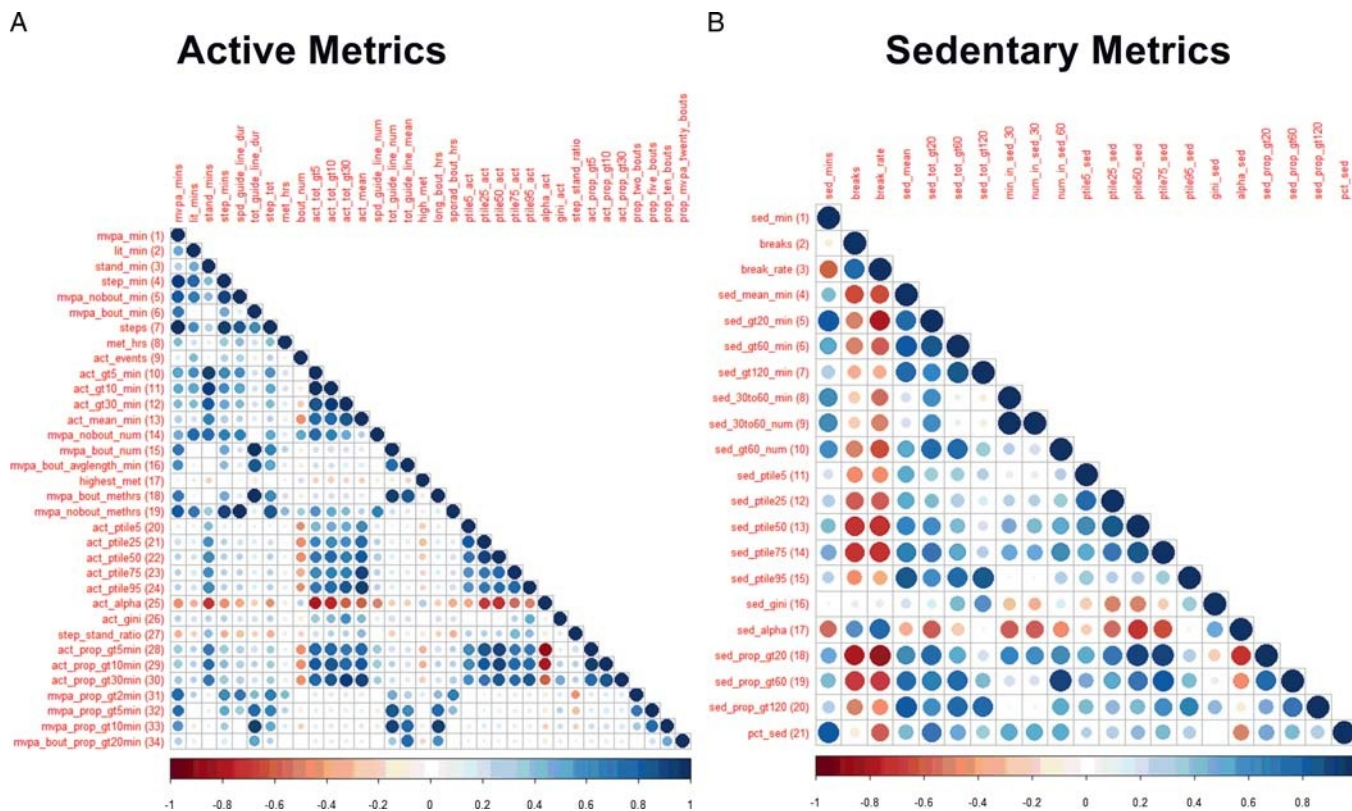 A
Active Metrics
mvpa_mins
lit_mins
stand_mins
step_mins
spd_guide_line_dur
tot_guide_line_dur
step_tot
met_hrs
bout_num
act_tot_gt5
act_tot_gt10
act_tot_gt30
act_mean
spd_guide_line_num
tot_guide_line_num
tot_guide_line_mean
high_met
long_bout_hrs
sporad_bout_hrs
ptile5_act
ptile25_act
ptile50_act
ptile75_act
ptile95_act
alpha_act
gini_act
step_stand_ratio
act_prop_gt5
act_prop_gt10
act_prop_gt30
prop_two_bouts
prop_five_bouts
prop_ten_bouts
prop_mvpa_twenty_bouts
mvpa_min (1)
lit_min (2)
stand_min (3)
step_min (4)
mvpa_nobout_min (5)
mvpa_bout_min (6)
steps (7)
met_hrs (8)
act_events (9)
act_gt5_min (10)
act_gt10_min (11)
act_gt30_min (12)
act_mean_min (13)
mvpa_nobout_num (14)
mvpa_bout_num (15)
mvpa_bout_avglength_min (16)
highest_met (17)
mvpa_bout_methrs (18)
mvpa_nobout_methrs (19)
act_ptile5 (20)
act_ptile25 (21)
act_ptile50 (22)
act_ptile75 (23)
act_ptile95 (24)
act_alpha (25)
act_gini (26)
step_stand_ratio (27)
act_prop_gt5min (28)
act_prop_gt10min (29)
act_prop_gt30min (30)
mvpa_prop_gt2min (31)
mvpa_prop_gt5min (32)
mvpa_prop_gt10min (33)
mvpa_bout_prop_gt20min (34)
-1 -0.8 -0.6 -0.4 -0.2 0 0.2 0.4 0.6 0.8 1
B
Sedentary Metrics
sed_mins
breaks
break_rate
sed_mean
sed_tot_gt20
sed_tot_gt60
sed_tot_gt120
min_in_sed_30
num_in_sed_30
num_in_sed_60
ptile5_sed
ptile25_sed
ptile50_sed
ptile75_sed
ptile95_sed
gini_sed
alpha_sed
sed_prop_gt20
sed_prop_gt60
sed_prop_gt120
pct_sed
sed_min (1)
breaks (2)
break_rate (3)
sed_mean_min (4)
sed_gt20_min (5)
sed_gt60_min (6)
sed_gt120_min (7)
sed_30to60_min (8)
sed_30to60_num (9)
sed_gt60_num (10)
sed_ptile5 (11)
sed_ptile25 (12)
sed_ptile50 (13)
sed_ptile75 (14)
sed_ptile95 (15)
sed_gini (16)
sed_alpha (17)
sed_prop_gt20 (18)
sed_prop_gt60 (19)
sed_prop_gt120 (20)
pct_sed (21)
-1 -0.8 -0.6 -0.4 -0.2 0 0.2 0.4 0.6 0.8